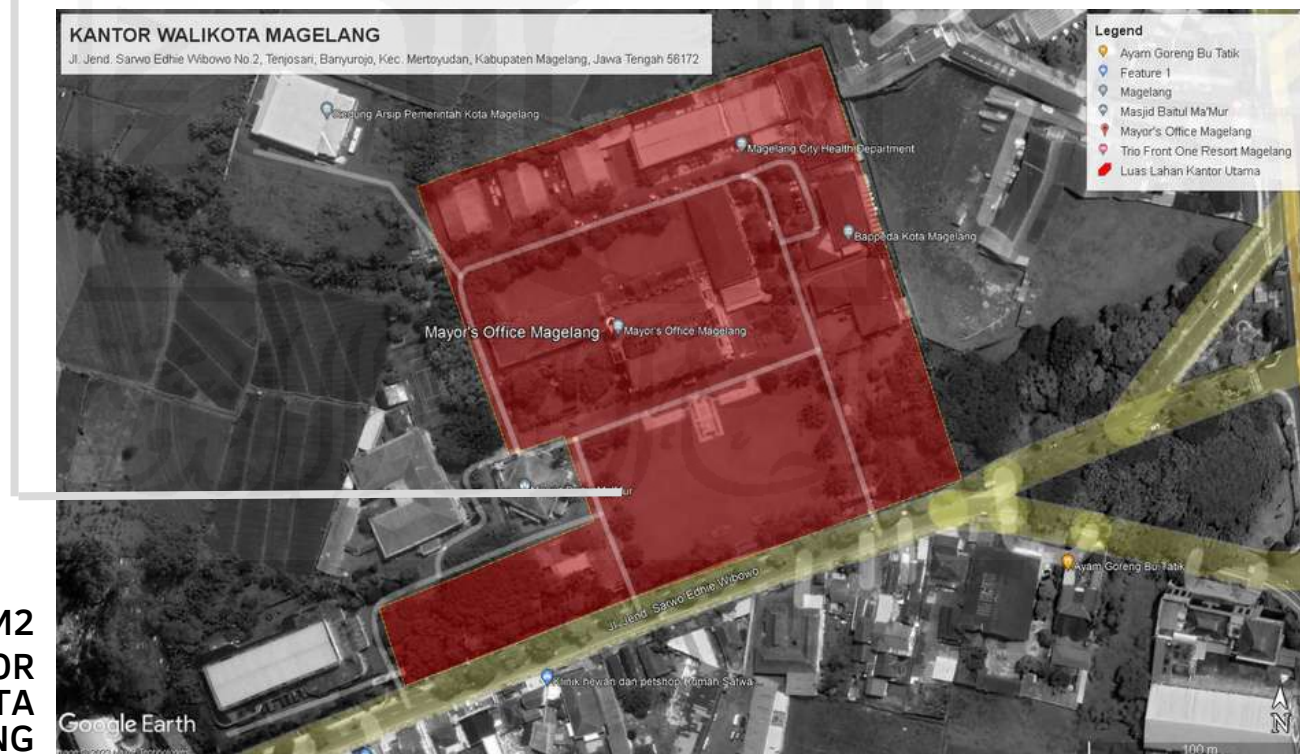 KANTOR WALIKOTA MAGELANG
Jl. Jend. Sarwo Edhie Wibowo No.2, Tenjosari, Banyurojo, Kec. Mertoyudan, Kabupaten Magelang, Jawa Tengah 56172
Legend
Ayam Goreng Bu Tatik
Feature 1
Magelang
Masjid Baitul Ma'Mur
Mayor's Office Magelang
Trio Front One Resort Magelang
Luas Lahan Kantor Utama
Gedung Arsip Pemerintah Kota Magelang
Magelang City Health Department
Bappeda Kota Magelang
Mayor's Office Magelang
Mayor's Office Magelang
Jl. Jend. Sarwo Edhie Wibowo
Ayam Goreng Bu Tatik
Klinik hewan dan petshop Rumah Satwa
M2
OR
TA
NG
Google Earth
100 m
N